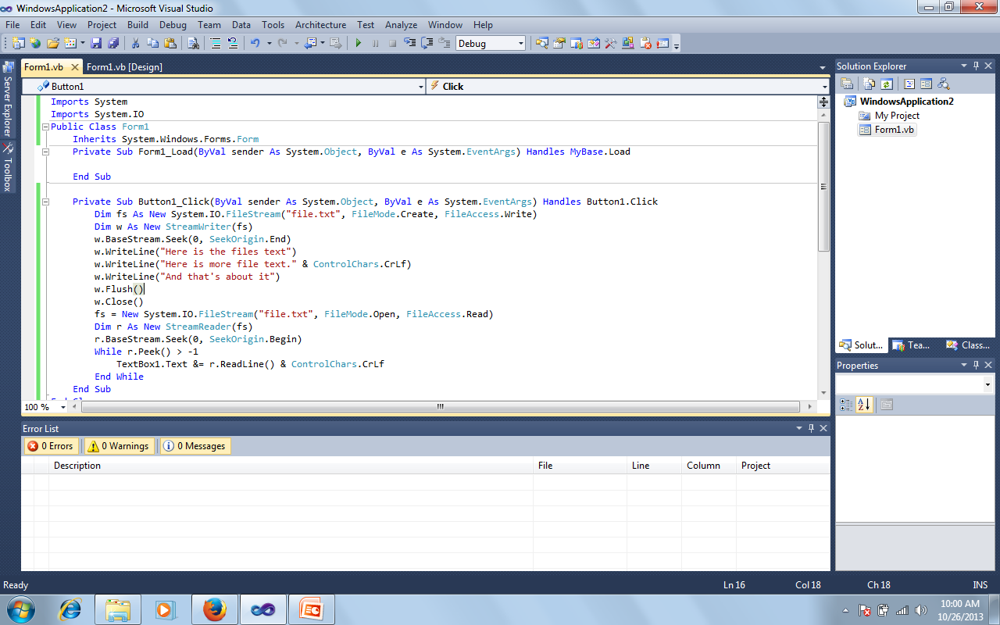 WindowsApplication2 - Microsoft Visual Studio
File Edit View Project Build Debug Team Data Tools Architecture Test Analyze Window Help
Debug
Form1.vb Form1.vb [Design]
Button1 Click
Server Explorer
Toolbox
Imports System
Imports System.IO
Public Class Form1
Inherits System.Windows.Forms.Form
Private Sub Form1_Load(ByVal sender As System.Object, ByVal e As System.EventArgs) Handles MyBase.Load
End Sub
Private Sub Button1_Click(ByVal sender As System.Object, ByVal e As System.EventArgs) Handles Button1.Click
Dim fs As New System.IO.FileStream("file.txt", FileMode.Create, FileAccess.Write)
Dim w As New StreamWriter(fs)
w.BaseStream.Seek(0, SeekOrigin.End)
w.WriteLine("Here is the files text")
w.WriteLine("Here is more file text." & ControlChars.CrLf)
w.WriteLine("And that's about it")
w.Flush()
w.Close()
fs = New System.IO.FileStream("file.txt", FileMode.Open, FileAccess.Read)
Dim r As New StreamReader(fs)
r.BaseStream.Seek(0, SeekOrigin.Begin)
While r.Peek() > -1
TextBox1.Text &= r.ReadLine() & ControlChars.CrLf
End While
End Sub
100 %
Solution Explorer
WindowsApplication2
My Project
Form1.vb
Solut... Tea... Class...
Properties
Error List
0 Errors 0 Warnings 0 Messages
Description File Line Column Project
Ready Ln 16 Col 18 Ch 18 INS
10:00 AM
10/26/2013